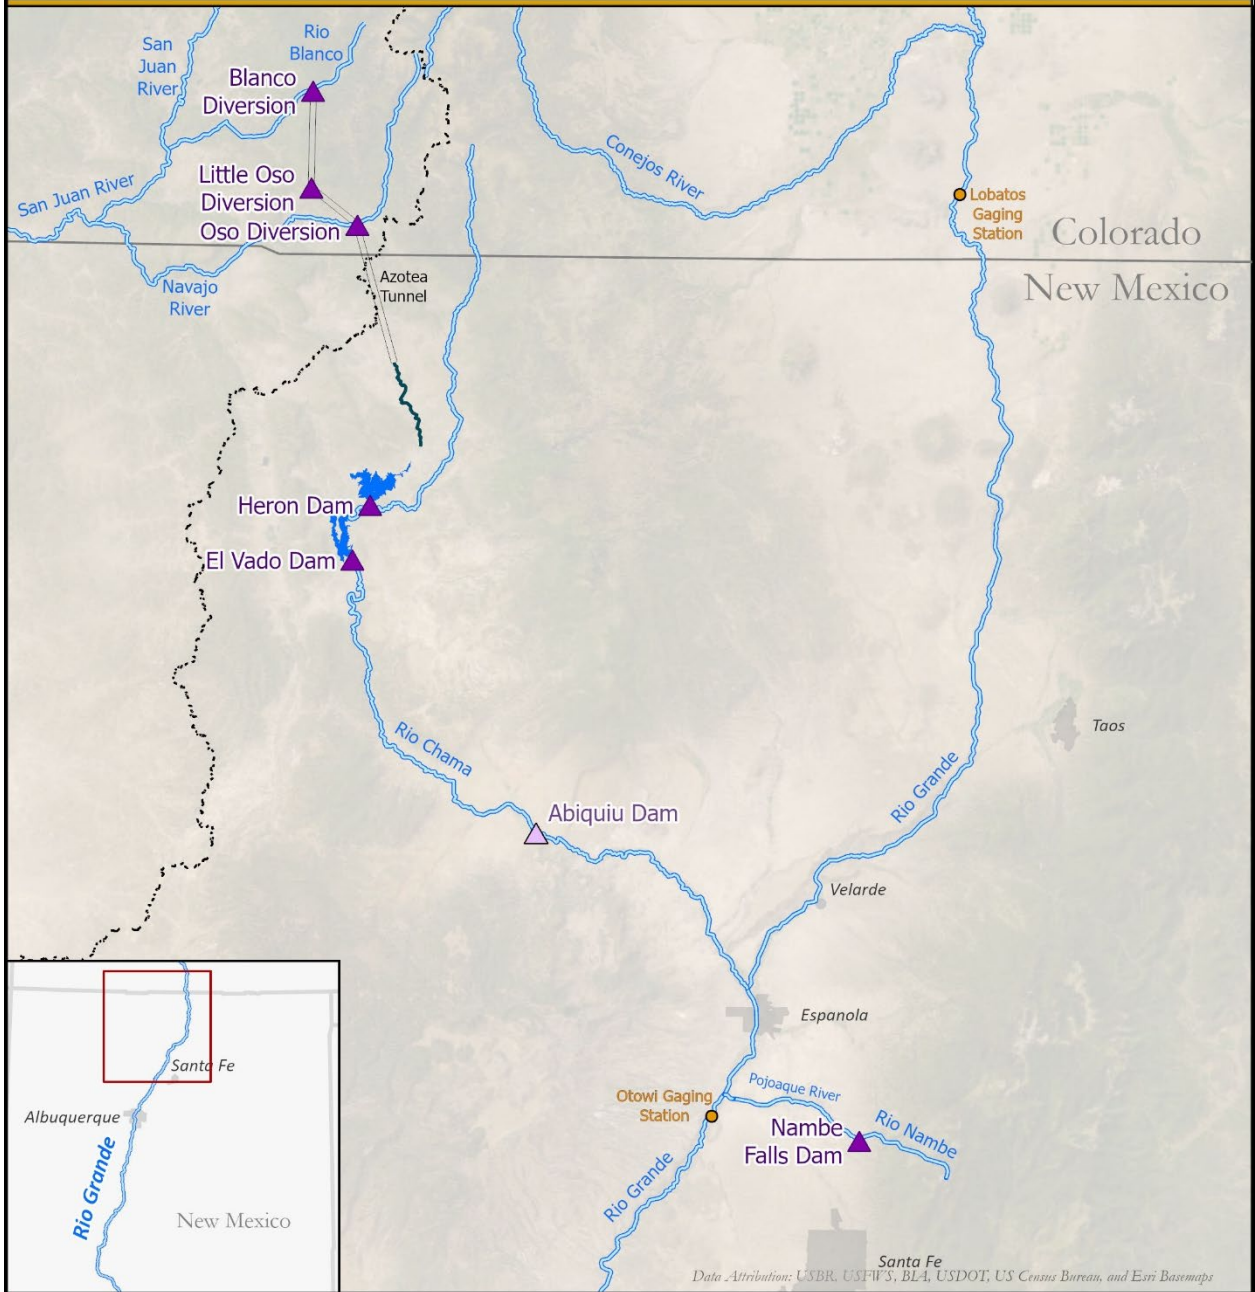 San
Juan
River
Rio
Blanco
Blanco
Diversion
Conejos River
Little Oso
Diversion
San Juan River
Oso Diversion
Lobatos
Gaging
Station
Colorado
New Mexico
Navajo
River
Azotea
Tunnel
Heron Dam
El Vado Dam
Rio Chama
Taos
Rio Grande
Abiquiu Dam
Velarde
Espanola
Otowi Gaging
Station
Pojoaque River
Rio Nambe
Nambe
Falls Dam
Rio Grande
Santa Fe
Santa Fe
Albuquerque
Rio Grande
New Mexico
Data Attribution: USBR, USFWS, BLA, USDOT, US Census Bureau, and Esri Basemaps